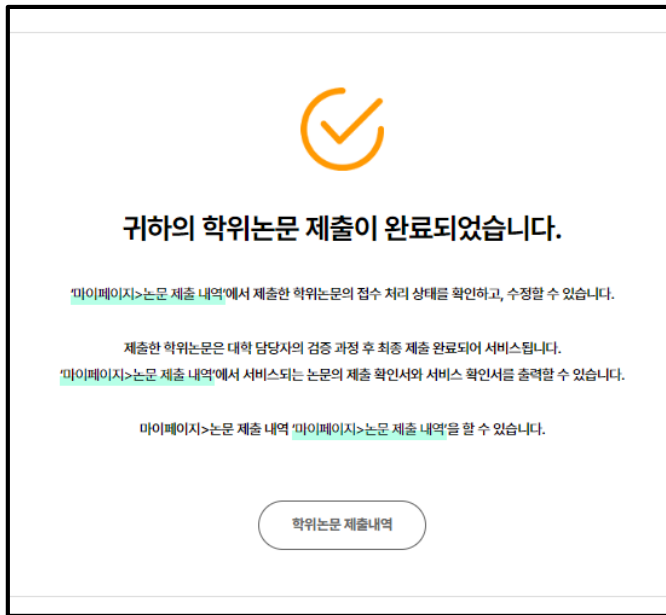 귀하의 학위논문 제출이 완료되었습니다.
'마이페이지>논문 제출 내역'에서 제출한 학위논문의 접수 처리 상태를 확인하고, 수정할 수 있습니다.
제출한 학위논문은 대학 담당자의 검증 과정 후 최종 제출 완료되어 서비스됩니다.
'마이페이지>논문 제출 내역'에서 서비스되는 논문의 제출 확인서와 서비스 확인서를 출력할 수 있습니다.
마이페이지>논문 제출 내역 '마이페이지>논문 제출 내역'을 할 수 있습니다.
학위논문 제출내역